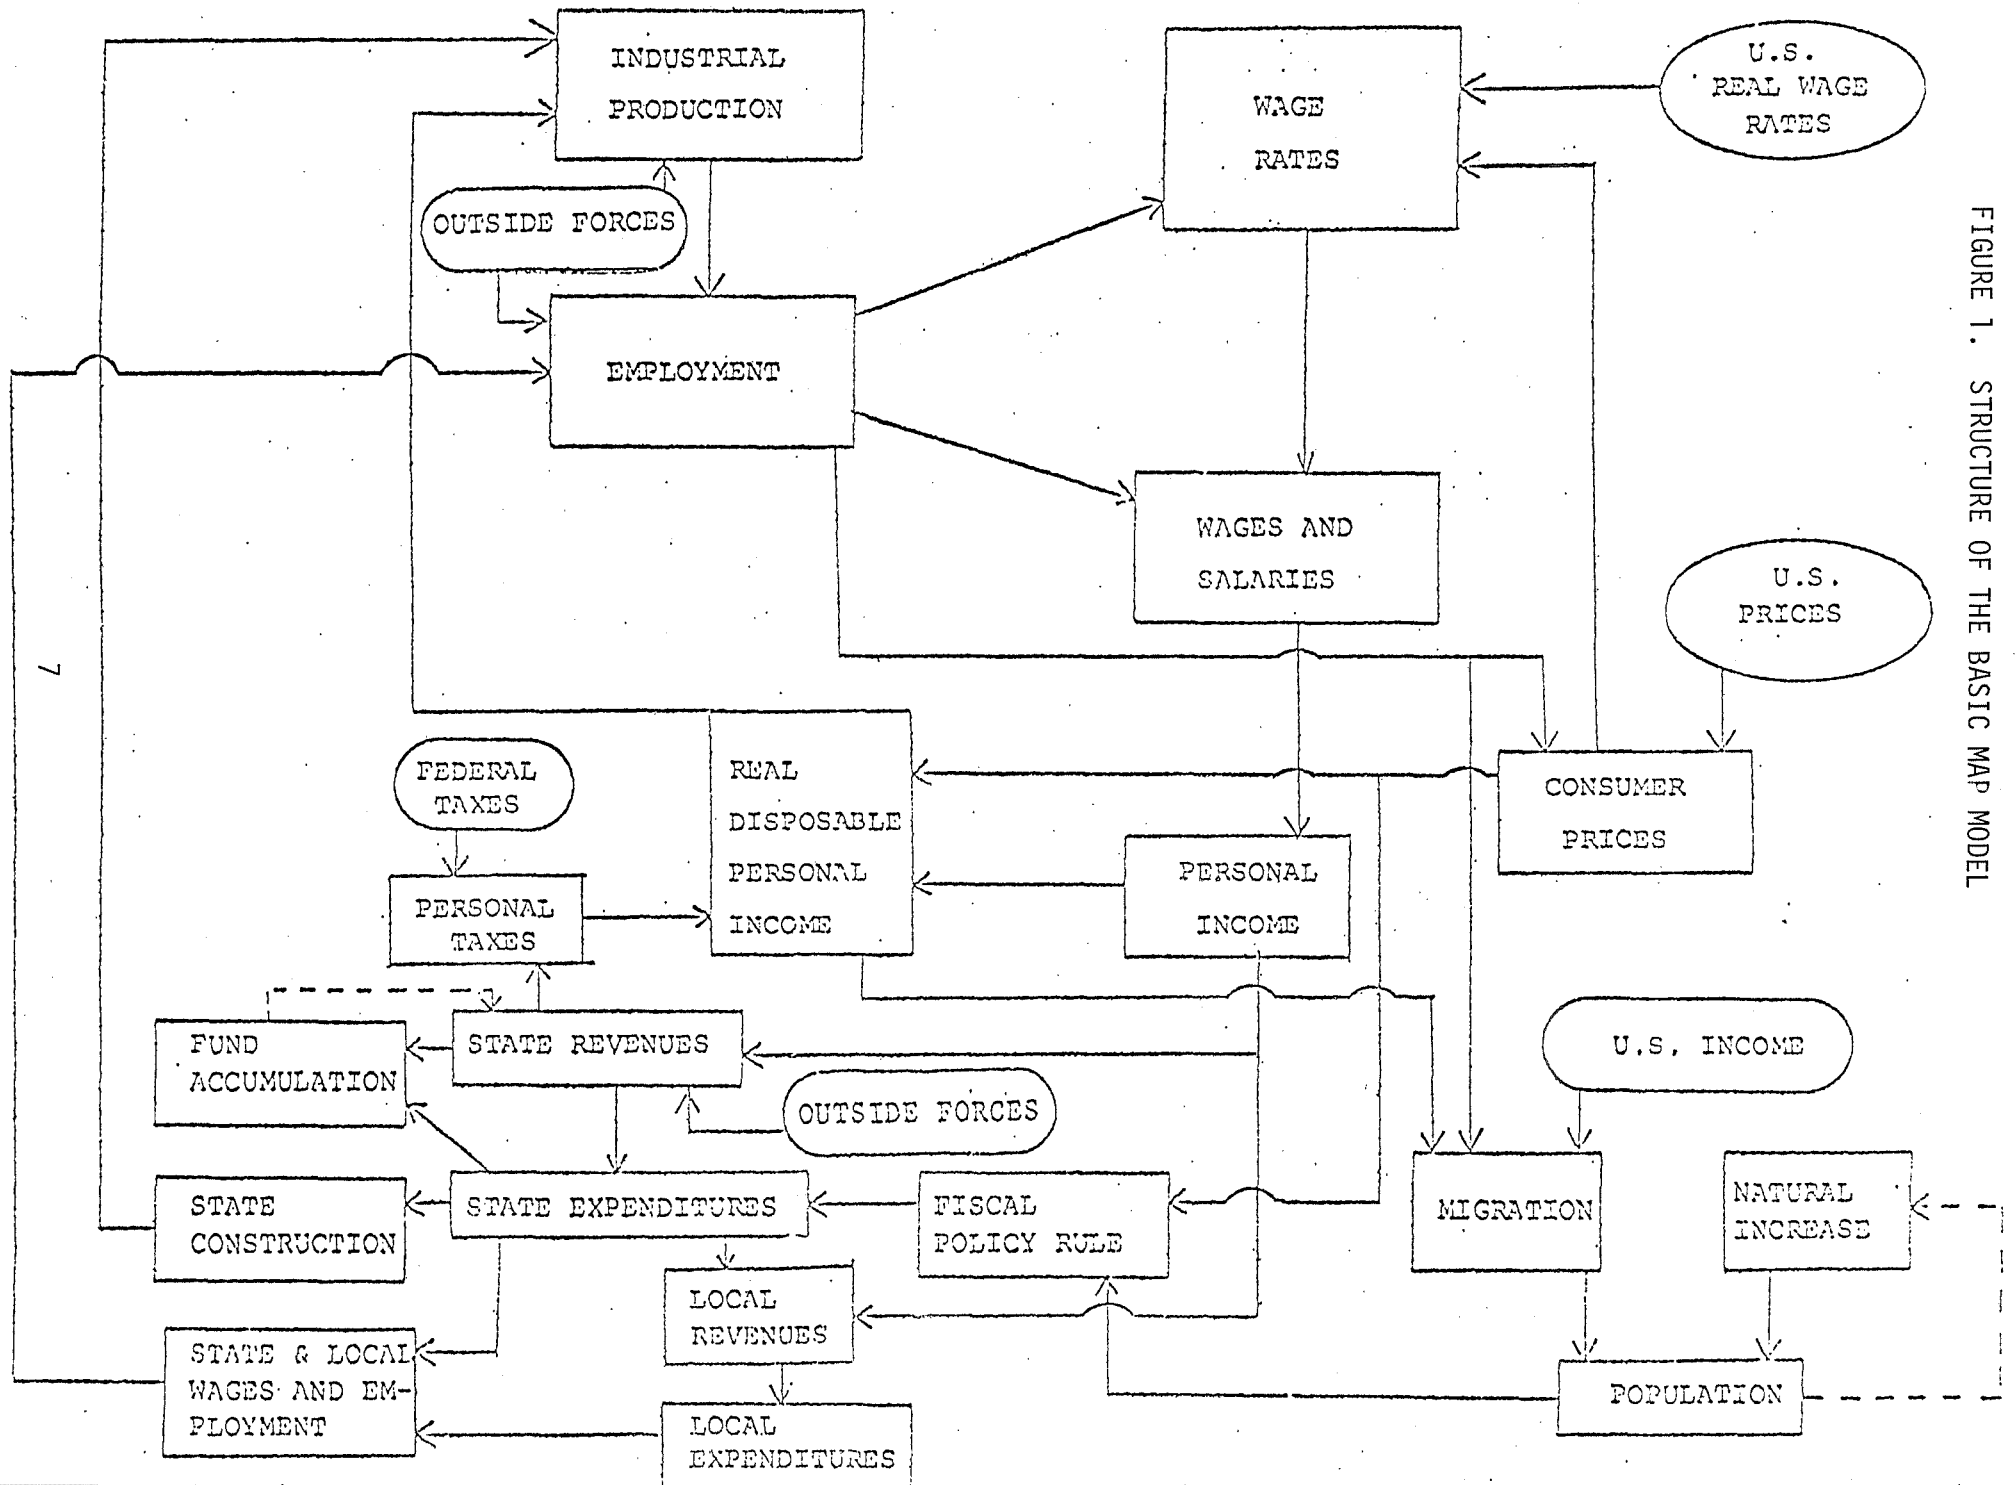 INDUSTRIAL
PRODUCTION
WAGE
RATES
U.S.
REAL WAGE
RATES
OUTSIDE FORCES
EMPLOYMENT
WAGES AND
SALARIES
U.S.
PRICES
FEDERAL
TAXES
REAL
DISPOSABLE
PERSONAL
INCOME
CONSUMER
PRICES
PERSONAL
INCOME
PERSONAL
TAXES
FUND
ACCUMULATION
STATE REVENUES
U.S. INCOME
OUTSIDE FORCES
STATE
CONSTRUCTION
STATE EXPENDITURES
FISCAL
POLICY RULE
MIGRATION
NATURAL
INCREASE
LOCAL
REVENUES
STATE & LOCAL
WAGES AND EM-
PLOYMENT
POPULATION
LOCAL
EXPENDITURES
FIGURE 1. STRUCTURE OF THE BASIC MAP MODEL
7